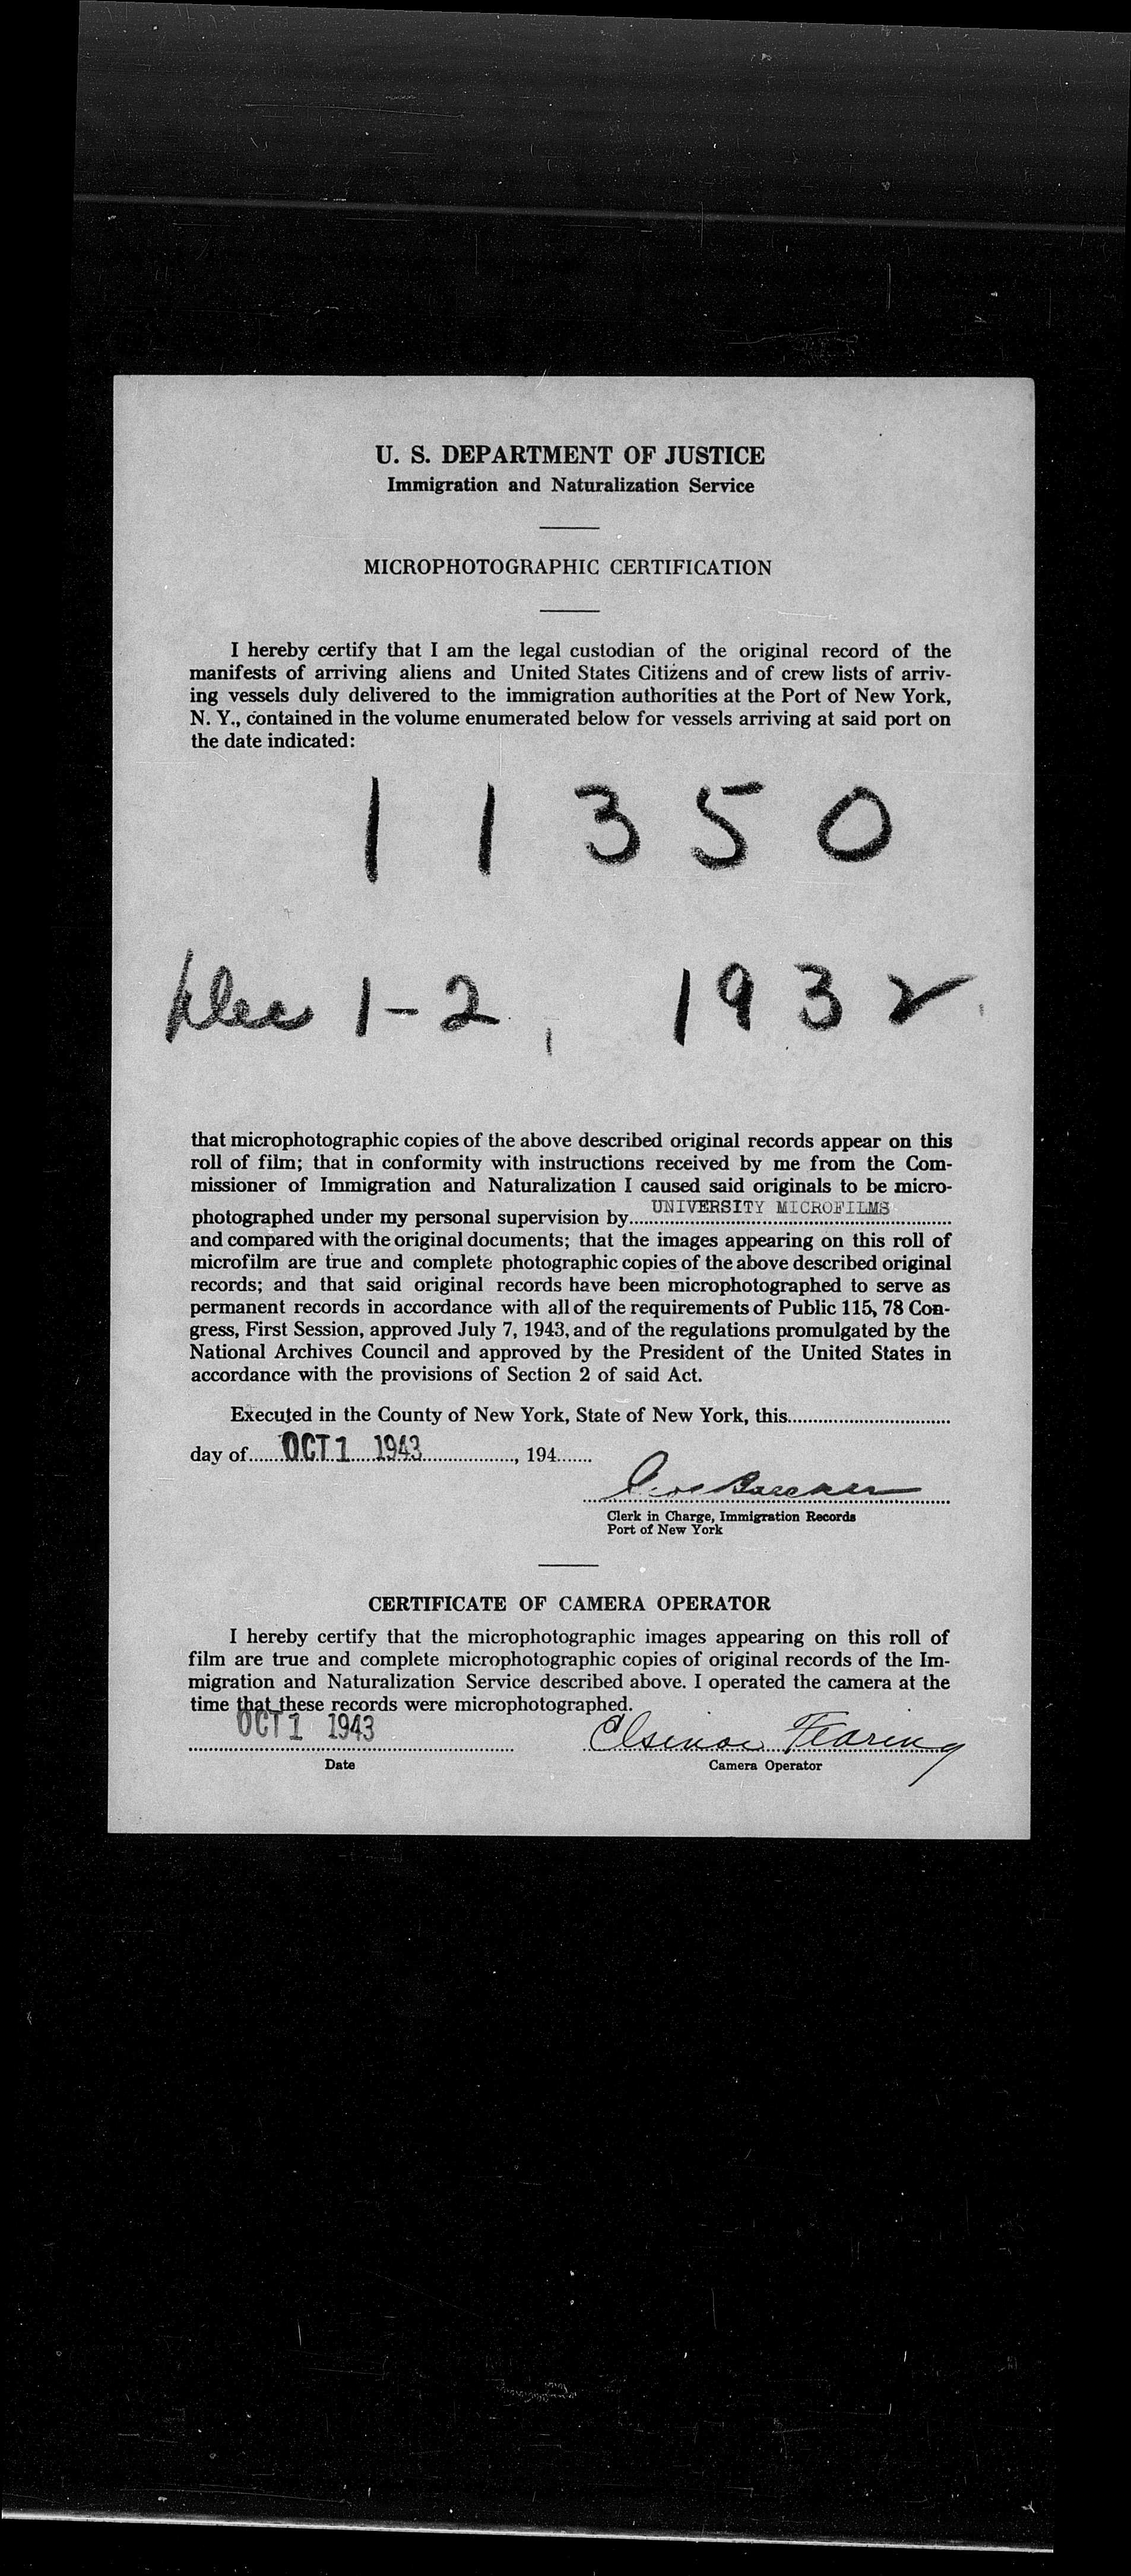 U. S. DEPARTMENT OF JUSTICE
Immigration and Naturalization Service
MICROPHOTOGRAPHIC CERTIFICATION
I hereby certify that I am the legal custodian of the original record of the
manifests of arriving aliens and United States Citizens and of crew lists of arriv-
ing vessels duly delivered to the immigration authorities at the Port of New York,
N. Y., contained in the volume enumerated below for vessels arriving at said port on
the date indicated:
11350
Dec 1-2, 1932
that microphotographic copies of the above described original records appear on this
roll of film; that in conformity with instructions received by me from the Com-
missioner of Immigration and Naturalization I caused said originals to be micro-
photographed under my personal supervision by UNIVERSITY MICROFILMS
and compared with the original documents; that the images appearing on this roll of
microfilm are true and complete photographic copies of the above described original
records; and that said original records have been microphotographed to serve as
permanent records in accordance with all of the requirements of Public 115, 78 Con-
gress, First Session, approved July 7, 1943, and of the regulations promulgated by the
National Archives Council and approved by the President of the United States in
accordance with the provisions of Section 2 of said Act.
Executed in the County of New York, State of New York, this
day of OCT 1 1943, 194
Clerk in Charge, Immigration Records
Port of New York
CERTIFICATE OF CAMERA OPERATOR
I hereby certify that the microphotographic images appearing on this roll of
film are true and complete microphotographic copies of original records of the Im-
migration and Naturalization Service described above. I operated the camera at the
time that these records were microphotographed.
OCT 1 1943 Fearing
Date Camera Operator